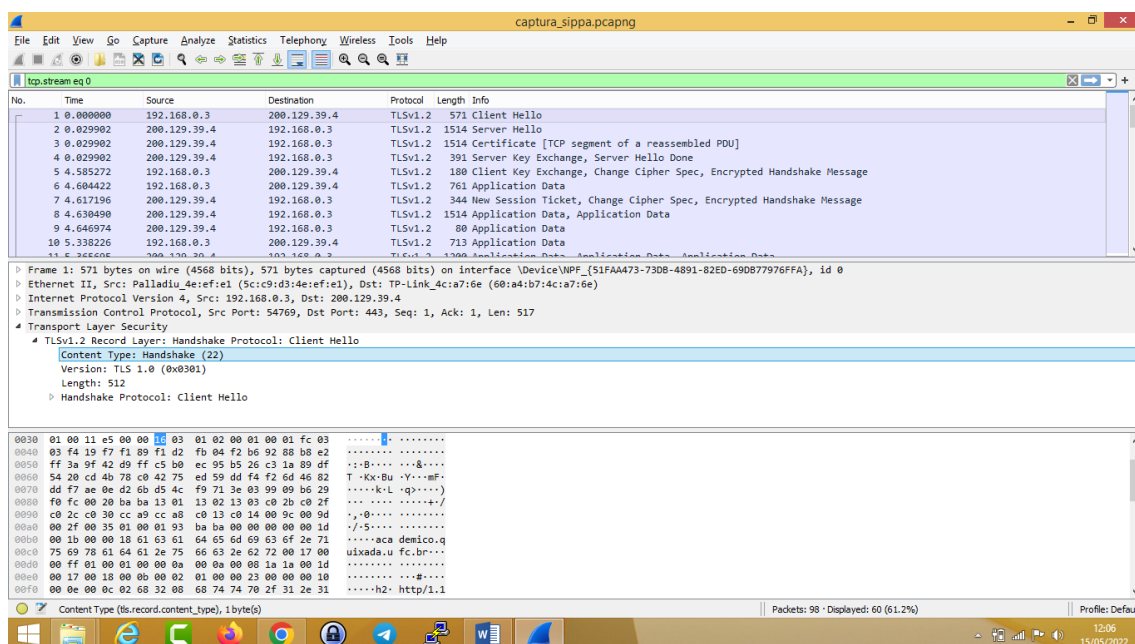 captura_sippa.pcapng
File Edit View Go Capture Analyze Statistics Telephony Wireless Tools Help
tcp.stream eq 0
No. Time Source Destination Protocol Length Info
1 0.000000 192.168.0.3 200.129.39.4 TLSv1.2 571 Client Hello
2 0.029902 200.129.39.4 192.168.0.3 TLSv1.2 1514 Server Hello
3 0.029902 200.129.39.4 192.168.0.3 TLSv1.2 1514 Certificate [TCP segment of a reassembled PDU]
4 0.029902 200.129.39.4 192.168.0.3 TLSv1.2 391 Server Key Exchange, Server Hello Done
5 4.585272 192.168.0.3 200.129.39.4 TLSv1.2 180 Client Key Exchange, Change Cipher Spec, Encrypted Handshake Message
6 4.604422 192.168.0.3 200.129.39.4 TLSv1.2 761 Application Data
7 4.617196 200.129.39.4 192.168.0.3 TLSv1.2 344 New Session Ticket, Change Cipher Spec, Encrypted Handshake Message
8 4.630490 200.129.39.4 192.168.0.3 TLSv1.2 1514 Application Data, Application Data
9 4.646974 200.129.39.4 192.168.0.3 TLSv1.2 80 Application Data
10 5.338226 192.168.0.3 200.129.39.4 TLSv1.2 713 Application Data
11 5.365695 200.129.39.4 192.168.0.3 TLSv1.2 1200 Application Data, Application Data, Application Data
Frame 1: 571 bytes on wire (4568 bits), 571 bytes captured (4568 bits) on interface \Device\NPF_{51FAA473-73DB-4891-82ED-69DB77976FFA}, id 0
Ethernet II, Src: Palladiu_4e:ef:e1 (5c:c9:d3:4e:ef:e1), Dst: TP-Link_4c:a7:6e (60:a4:b7:4c:a7:6e)
Internet Protocol Version 4, Src: 192.168.0.3, Dst: 200.129.39.4
Transmission Control Protocol, Src Port: 54769, Dst Port: 443, Seq: 1, Ack: 1, Len: 517
Transport Layer Security
TLSv1.2 Record Layer: Handshake Protocol: Client Hello
Content Type: Handshake (22)
Version: TLS 1.0 (0x0301)
Length: 512
Handshake Protocol: Client Hello
0030 01 00 11 e5 00 00 16 03 01 02 00 01 00 01 fc 03 ········ ········
0040 03 f4 19 f7 f1 89 f1 d2 fb 04 f2 b6 92 88 b8 e2 ········ ········
0050 ff 3a 9f 42 d9 ff c5 b0 ec 95 b5 26 c3 1a 89 df ·:·B···· ···&····
0060 54 20 cd 4b 78 c0 42 75 ed 59 dd f4 f2 6d 46 82 T ·Kx·Bu ·Y···mF·
0070 dd f7 ae 0e d2 6b d5 4c f9 71 3e 03 99 09 b6 29 ·····k·L ·q>····)
0080 f0 fc 00 20 ba ba 13 01 13 02 13 03 c0 2b c0 2f ··· ···· ·····+·/
0090 c0 2c c0 30 cc a9 cc a8 c0 13 c0 14 00 9c 00 9d ·,·0···· ········
00a0 00 2f 00 35 01 00 01 93 ba ba 00 00 00 00 00 1d ·/·5···· ········
00b0 00 1b 00 00 18 61 63 61 64 65 6d 69 63 6f 2e 71 ·····aca demico.q
00c0 75 69 78 61 64 61 2e 75 66 63 2e 62 72 00 17 00 uixada.u fc.br···
00d0 00 ff 01 00 01 00 00 0a 00 0a 00 08 1a 1a 00 1d ········ ········
00e0 00 17 00 18 00 0b 00 02 01 00 00 23 00 00 00 10 ········ ···#····
00f0 00 0e 00 0c 02 68 32 08 68 74 74 70 2f 31 2e 31 ·····h2· http/1.1
Content Type (tls.record.content_type), 1 byte(s) Packets: 98 · Displayed: 60 (61.2%) Profile: Defau
12:06
15/05/2022